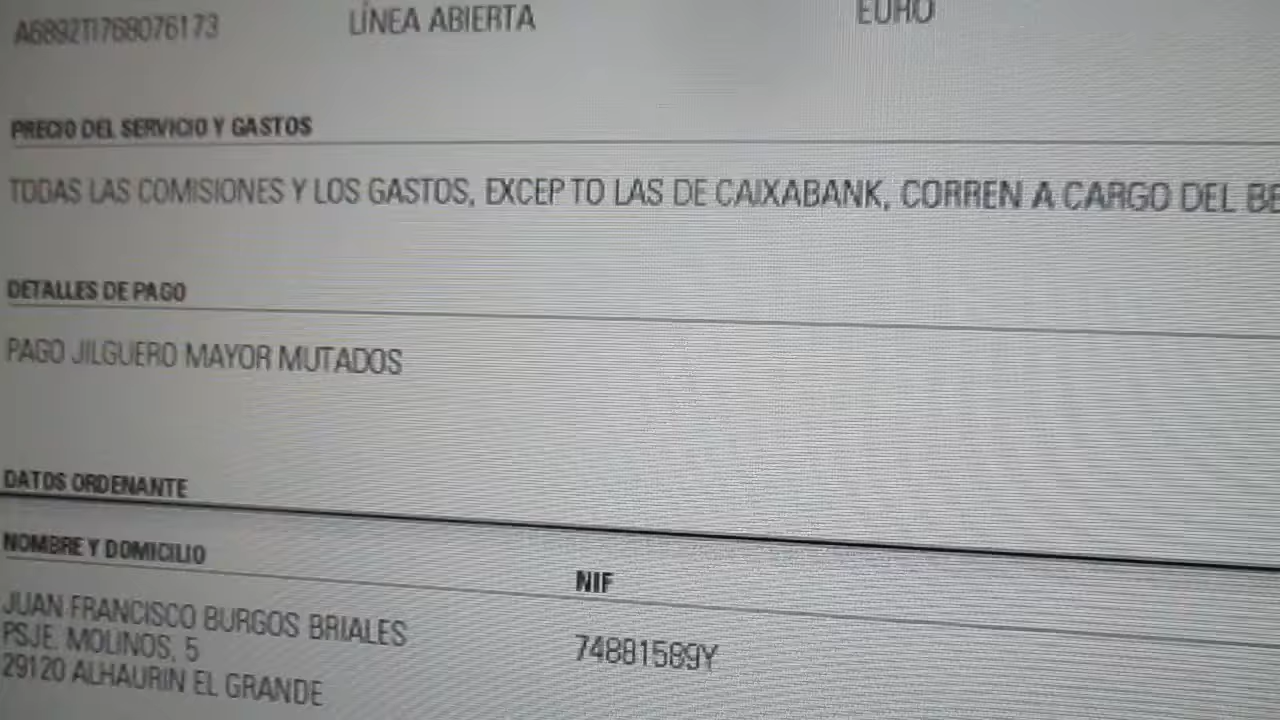 A6892TI768076173 LÍNEA ABIERTA EURO
PRECIO DEL SERVICIO Y GASTOS
TODAS LAS COMISIONES Y LOS GASTOS, EXCEPTO LAS DE CAIXABANK, CORREN A CARGO DEL BE
DETALLES DE PAGO
PAGO JILGUERO MAYOR MUTADOS
DATOS ORDENANTE
NOMBRE Y DOMICILIO NIF
JUAN FRANCISCO BURGOS BRIALES 74881589Y
PSJE. MOLINOS, 5
29120 ALHAURIN EL GRANDE